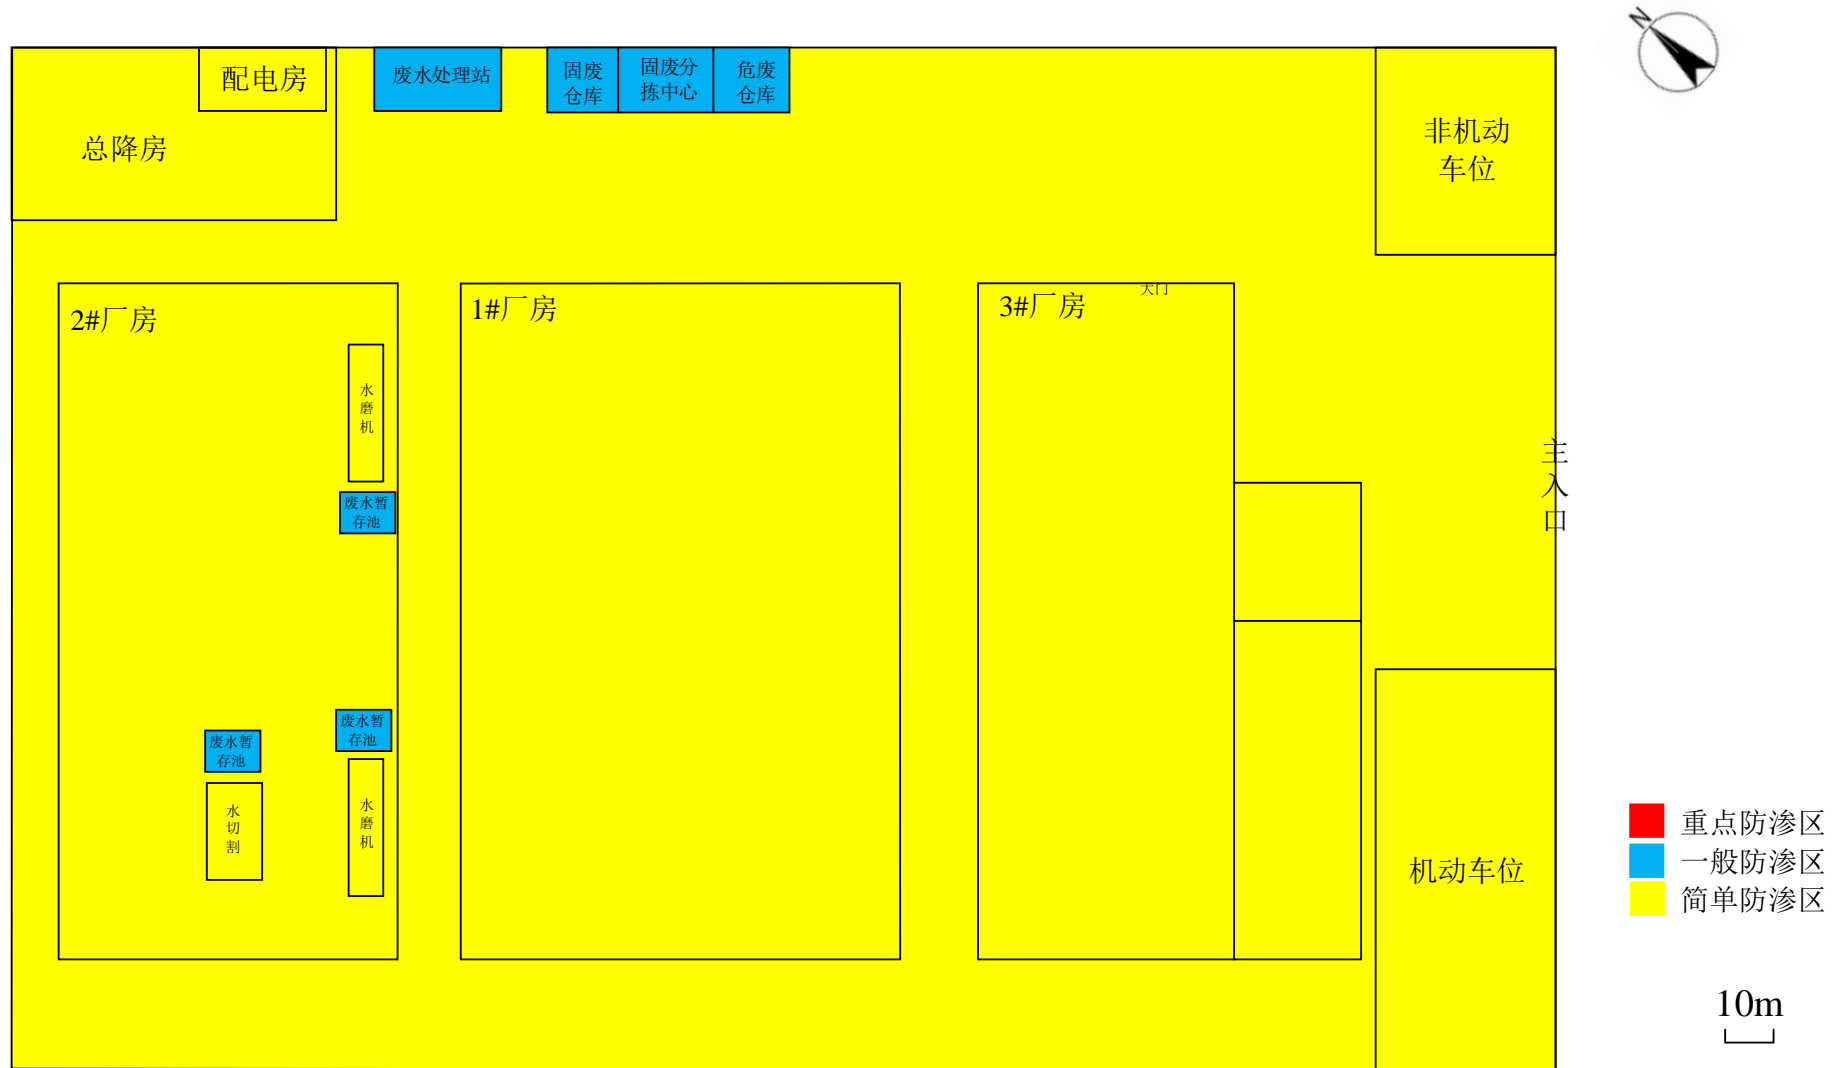 N
配电房
废水处理站
固废
仓库
固废分
拣中心
危废
仓库
总降房
非机动
车位
2#厂房
1#厂房
3#厂房
大门
水
磨
机
废水暂
存池
主
入
口
废水暂
存池
废水暂
存池
水
切
割
水
磨
机
机动车位
重点防渗区
一般防渗区
简单防渗区
10m